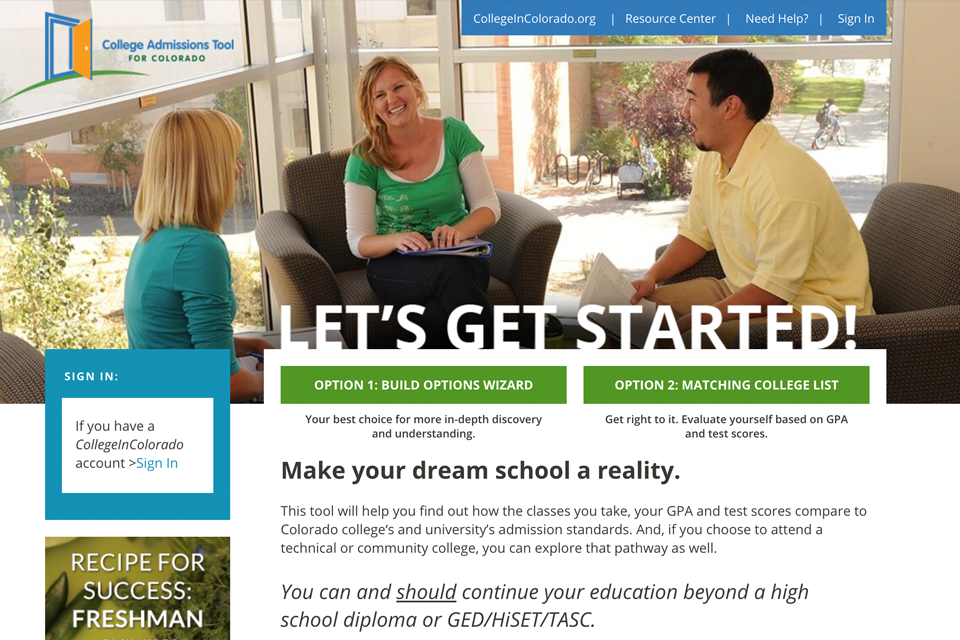 CollegeInColorado.org | Resource Center | Need Help? | Sign In
College Admissions Tool
FOR COLORADO
LET’S GET STARTED!
SIGN IN:
If you have a
CollegeInColorado
account >Sign In
OPTION 1: BUILD OPTIONS WIZARD
Your best choice for more in-depth discovery
and understanding.
OPTION 2: MATCHING COLLEGE LIST
Get right to it. Evaluate yourself based on GPA
and test scores.
Make your dream school a reality.
This tool will help you find out how the classes you take, your GPA and test scores compare to
Colorado college‘s and university’s admission standards. And, if you choose to attend a
technical or community college, you can explore that pathway as well.
You can and should continue your education beyond a high
school diploma or GED/HiSET/TASC.
RECIPE FOR
SUCCESS:
FRESHMAN